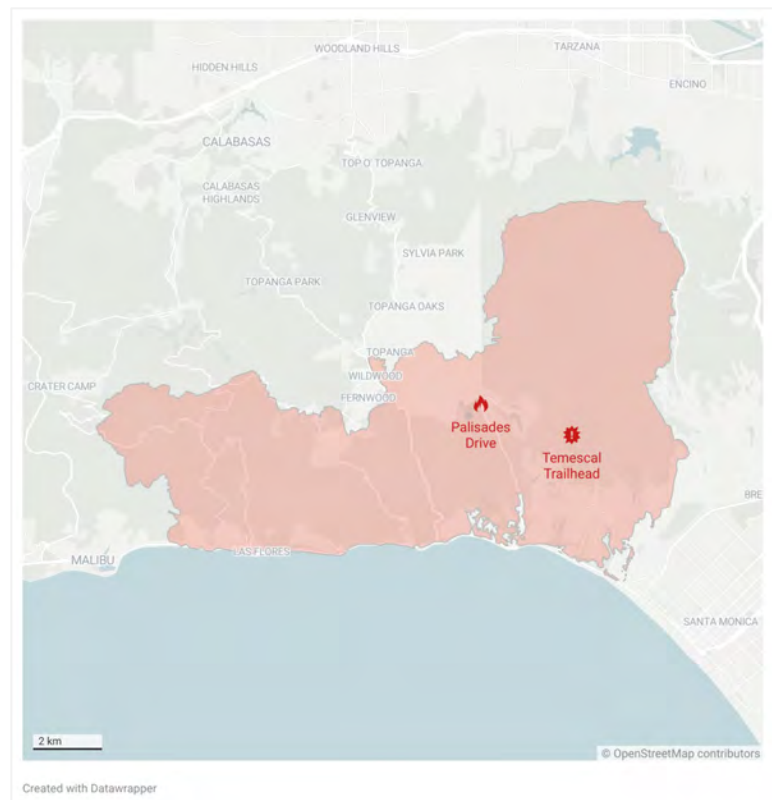 WOODLAND HILLS
TARZANA
HIDDEN HILLS
ENCINO
CALABASAS
TOP O' TOPANGA
CALABASAS
HIGHLANDS
GLENVIEW
SYLVIA PARK
TOPANGA PARK
TOPANGA OAKS
TOPANGA
WILDWOOD
CRATER CAMP
FERNWOOD
Palisades
Drive
Temescal
Trailhead
BRE
LAS FLORES
MALIBU
SANTA MONICA
2 km
© OpenStreetMap contributors
Created with Datawrapper